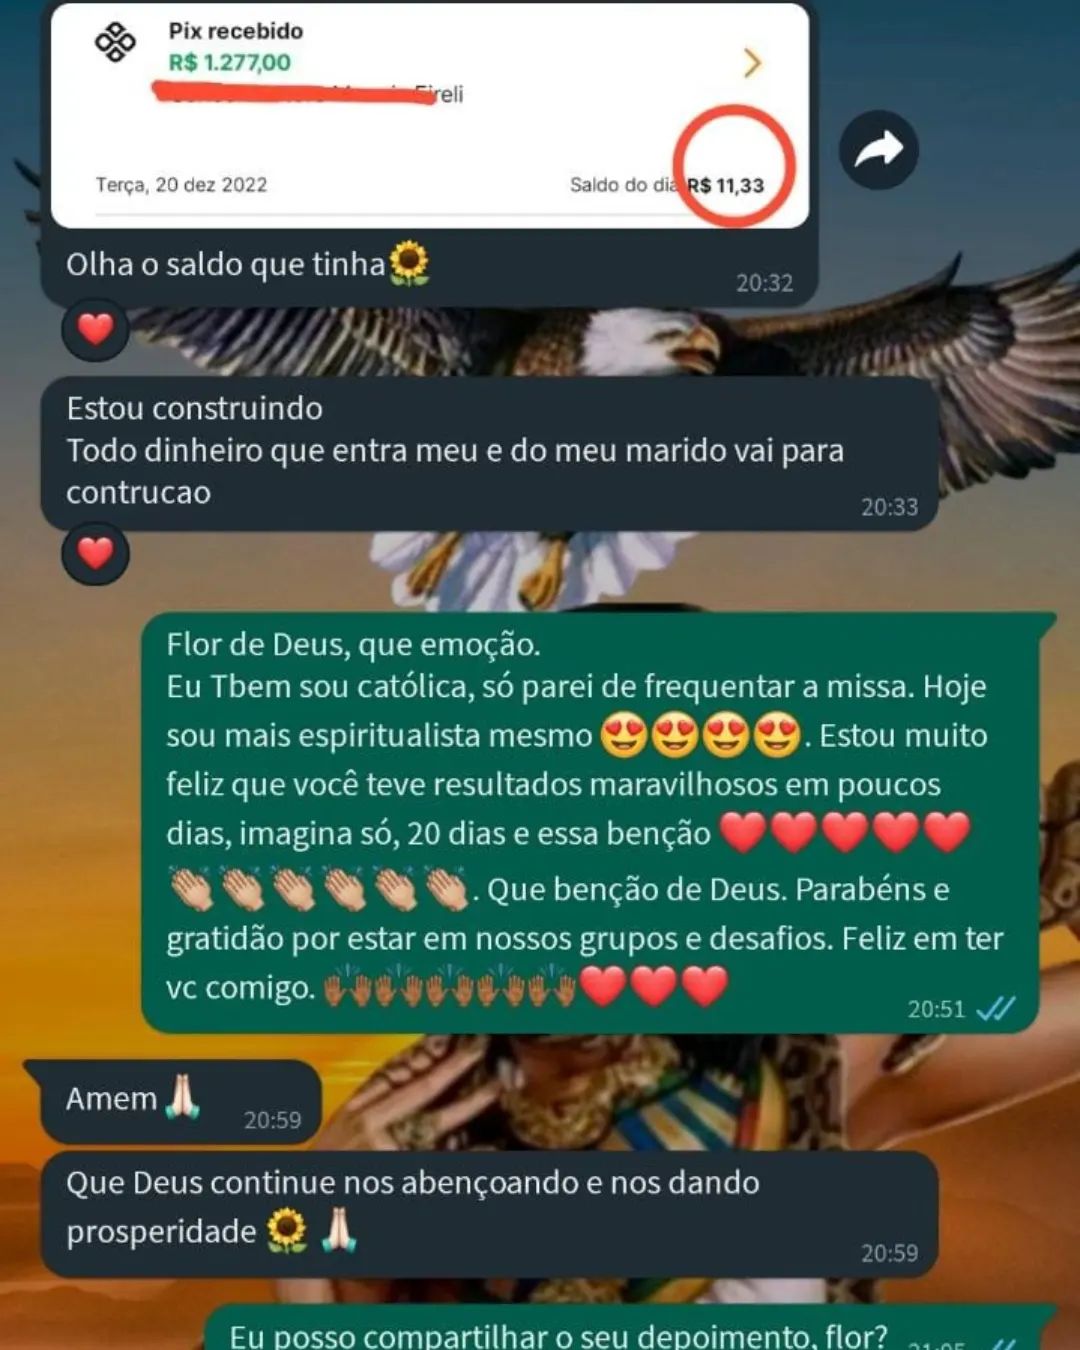 Pix recebido
R$ 1.277,00
Eireli
Terça, 20 dez 2022
Saldo do dia R$ 11,33
Olha o saldo que tinha🌻
20:32
❤️
Estou construindo
Todo dinheiro que entra meu e do meu marido vai para
contrucao
20:33
❤️
Flor de Deus, que emoção.
Eu Tbem sou católica, só parei de frequentar a missa. Hoje
sou mais espiritualista mesmo 😍😍😍😍. Estou muito
feliz que você teve resultados maravilhosos em poucos
dias, imagina só, 20 dias e essa benção ❤️❤️❤️❤️❤️
👏🏼👏🏼👏🏼👏🏼👏🏼👏🏼. Que benção de Deus. Parabéns e
gratidão por estar em nossos grupos e desafios. Feliz em ter
vc comigo. 🙌🏾🙌🏾🙌🏾🙌🏾🙌🏾❤️❤️❤️
20:51
Amem 🙏🏻
20:59
Que Deus continue nos abençoando e nos dando
prosperidade 🌻 🙏🏻
20:59
Eu posso compartilhar o seu depoimento, flor?